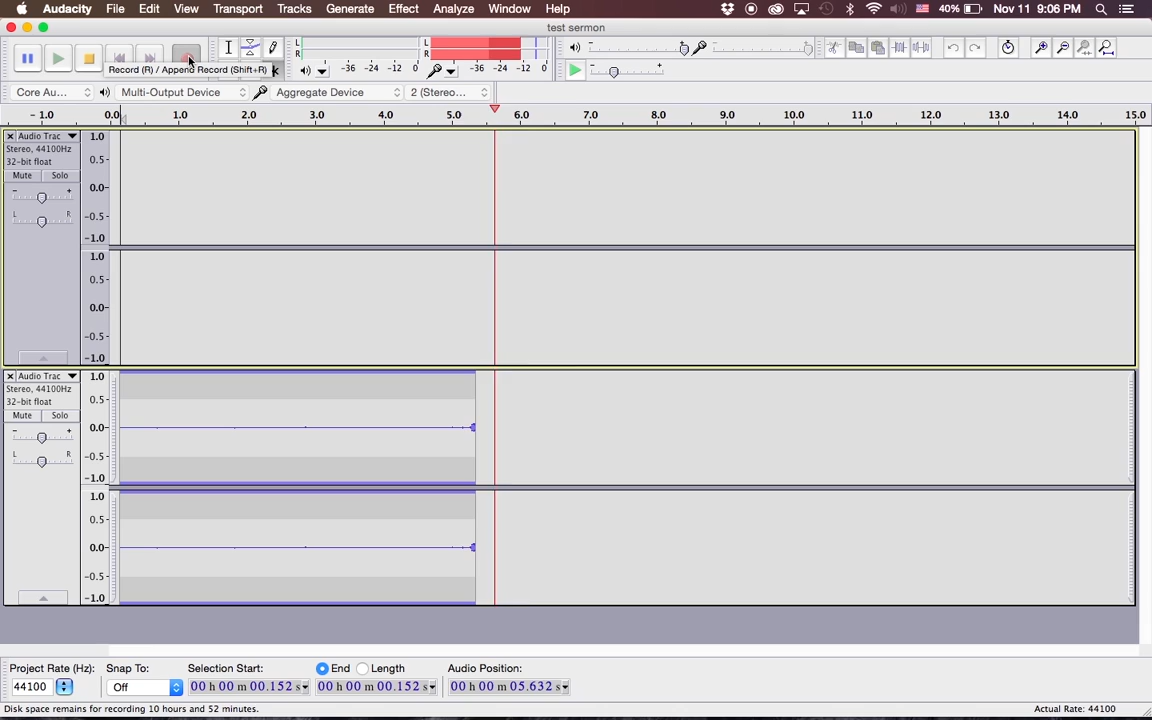 Audacity File Edit View Transport Tracks Generate Effect Analyze Window Help 40% Nov 11 9:06 PM
test sermon
L
R
L
R
Record (R) / Append Record (Shift+R)
-36 -24 -12 0
-36 -24 -12 0
Core Au... Multi-Output Device Aggregate Device 2 (Stereo...
- 1.0 0.0 1.0 2.0 3.0 4.0 5.0 6.0 7.0 8.0 9.0 10.0 11.0 12.0 13.0 14.0 15.0
Audio Trac
Stereo, 44100Hz
32-bit float
Mute Solo
- +
L R
1.0
0.5-
0.0-
-0.5-
-1.0
1.0
0.5-
0.0-
-0.5-
-1.0
Audio Trac
Stereo, 44100Hz
32-bit float
Mute Solo
- +
L R
1.0
0.5-
0.0-
-0.5-
-1.0
1.0
0.5-
0.0-
-0.5-
-1.0
Project Rate (Hz): Snap To: Selection Start: End Length Audio Position:
44100 Off 00 h 00 m 00.152 s 00 h 00 m 00.152 s 00 h 00 m 05.632 s
Disk space remains for recording 10 hours and 52 minutes. Actual Rate: 44100